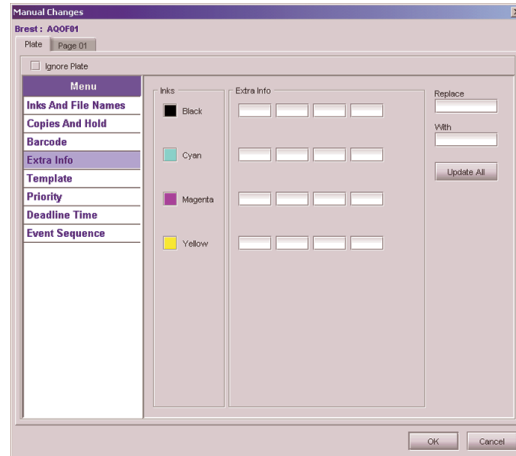 Manual Changes
Brest : AQOF01
Plate Page 01
Ignore Plate
Menu
Inks And File Names
Copies And Hold
Barcode
Extra Info
Template
Priority
Deadline Time
Event Sequence
Inks
Black
Cyan
Magenta
Yellow
Extra Info
Replace
With
Update All
OK Cancel